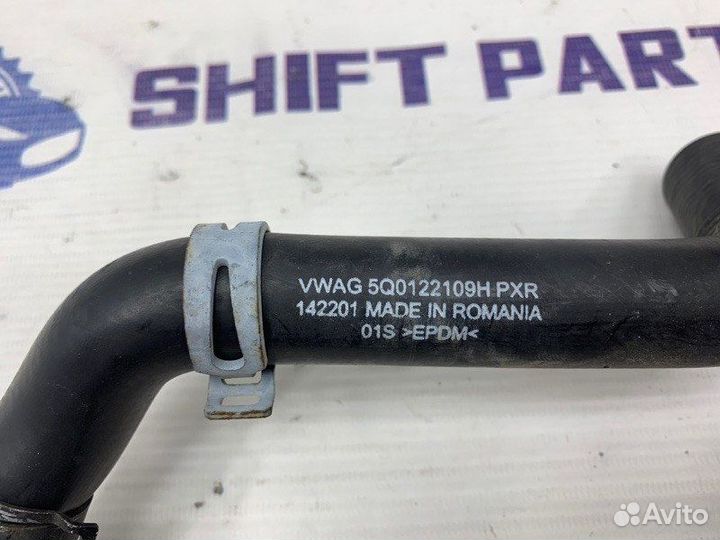 SHIFT PART
VWAG 5Q0122109H PXR
142201 MADE IN ROMANIA
01S >EPDM<
Avito